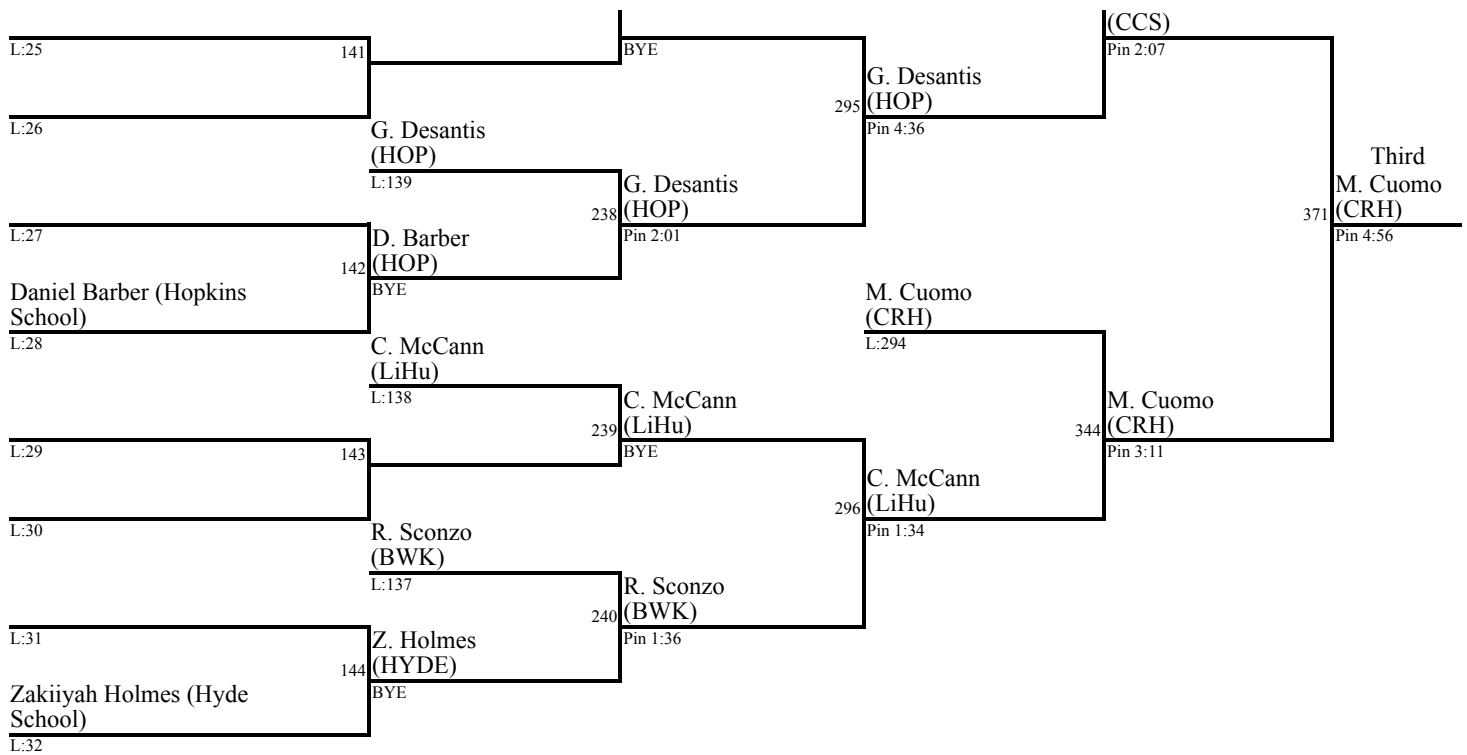 (CCS)
L:25
141
BYE
Pin 2:07
G. Desantis
(HOP)
295
L:26
G. Desantis
(HOP)
Pin 4:36
L:139
G. Desantis
(HOP)
238
Third
M. Cuomo
(CRH)
371
L:27
D. Barber
(HOP)
Pin 2:01
Pin 4:56
142
Daniel Barber (Hopkins
School)
BYE
M. Cuomo
(CRH)
L:28
C. McCann
(LiHu)
L:294
L:138
C. McCann
(LiHu)
239
M. Cuomo
(CRH)
344
L:29
143
BYE
Pin 3:11
C. McCann
(LiHu)
296
L:30
R. Sconzo
(BWK)
Pin 1:34
L:137
R. Sconzo
(BWK)
240
L:31
Z. Holmes
(HYDE)
Pin 1:36
144
Zakiiyah Holmes (Hyde
School)
BYE
L:32